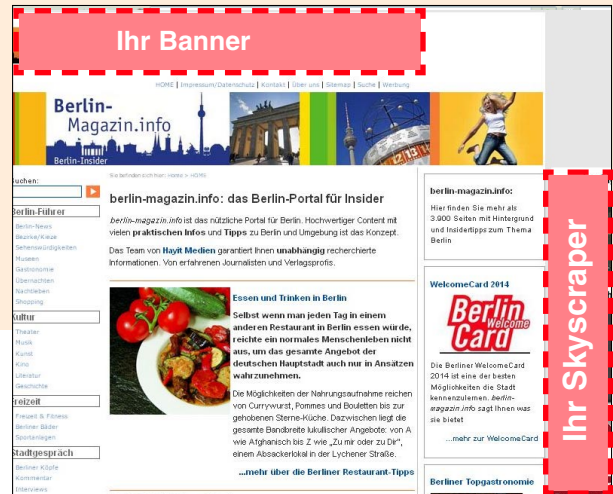 Ihr Banner
HOME | Impressum/Datenschutz | Kontakt | Über uns | Sitemap | Suche | Werbung
Berlin-
Magazin.info
Berlin-Insider
Sie befinden sich hier: Home > HOME
Suchen:
Berlin-Führer
Berlin-News
Bezirke/Kieze
Sehenswürdigkeiten
Museen
Gastronomie
Übernachten
Nachtleben
Shopping
Kultur
Theater
Musik
Kunst
Kino
Literatur
Geschichte
Freizeit
Freizeit & Fitness
Berliner Bäder
Sportanlagen
Stadtgespräch
Berliner Köpfe
Kommentar
Interviews
berlin-magazin.info: das Berlin-Portal für Insider
berlin-magazin.info ist das nützliche Portal für Berlin. Hochwertiger Content mit
vielen praktischen Infos und Tipps zu Berlin und Umgebung ist das Konzept.
Das Team von Hayit Medien garantiert Ihnen unabhängig recherchierte
Informationen. Von erfahrenen Journalisten und Verlagsprofis.
Essen und Trinken in Berlin
Selbst wenn man jeden Tag in einem
anderen Restaurant in Berlin essen würde,
reichte ein normales Menschenleben nicht
aus, um das gesamte Angebot der
deutschen Hauptstadt auch nur in Ansätzen
wahrzunehmen.
Die Möglichkeiten der Nahrungsaufnahme reichen
von Currywurst, Pommes und Bouletten bis zur
gehobenen Sterne-Küche. Dazwischen liegt die
gesamte Bandbreite lukullischer Angebote: von A
wie Afghanisch bis Z wie „Zu mir oder zu Dir",
einem Absackerlokal in der Lychener Straße.
...mehr über die Berliner Restaurant-Tipps
berlin-magazin.info:
Hier finden Sie mehr als
3.900 Seiten mit Hintergrund
und Insidertipps zum Thema
Berlin
WelcomeCard 2014
Berlin
Welcome
Card
Die Berliner WelcomeCard
2014 ist eine der besten
Möglichkeiten die Stadt
kennenzulernen. berlin-
magazin.info sagt Ihnen was
sie bietet
...mehr zur WelcomeCard
Berliner Topgastronomie
Ihr Skyscraper